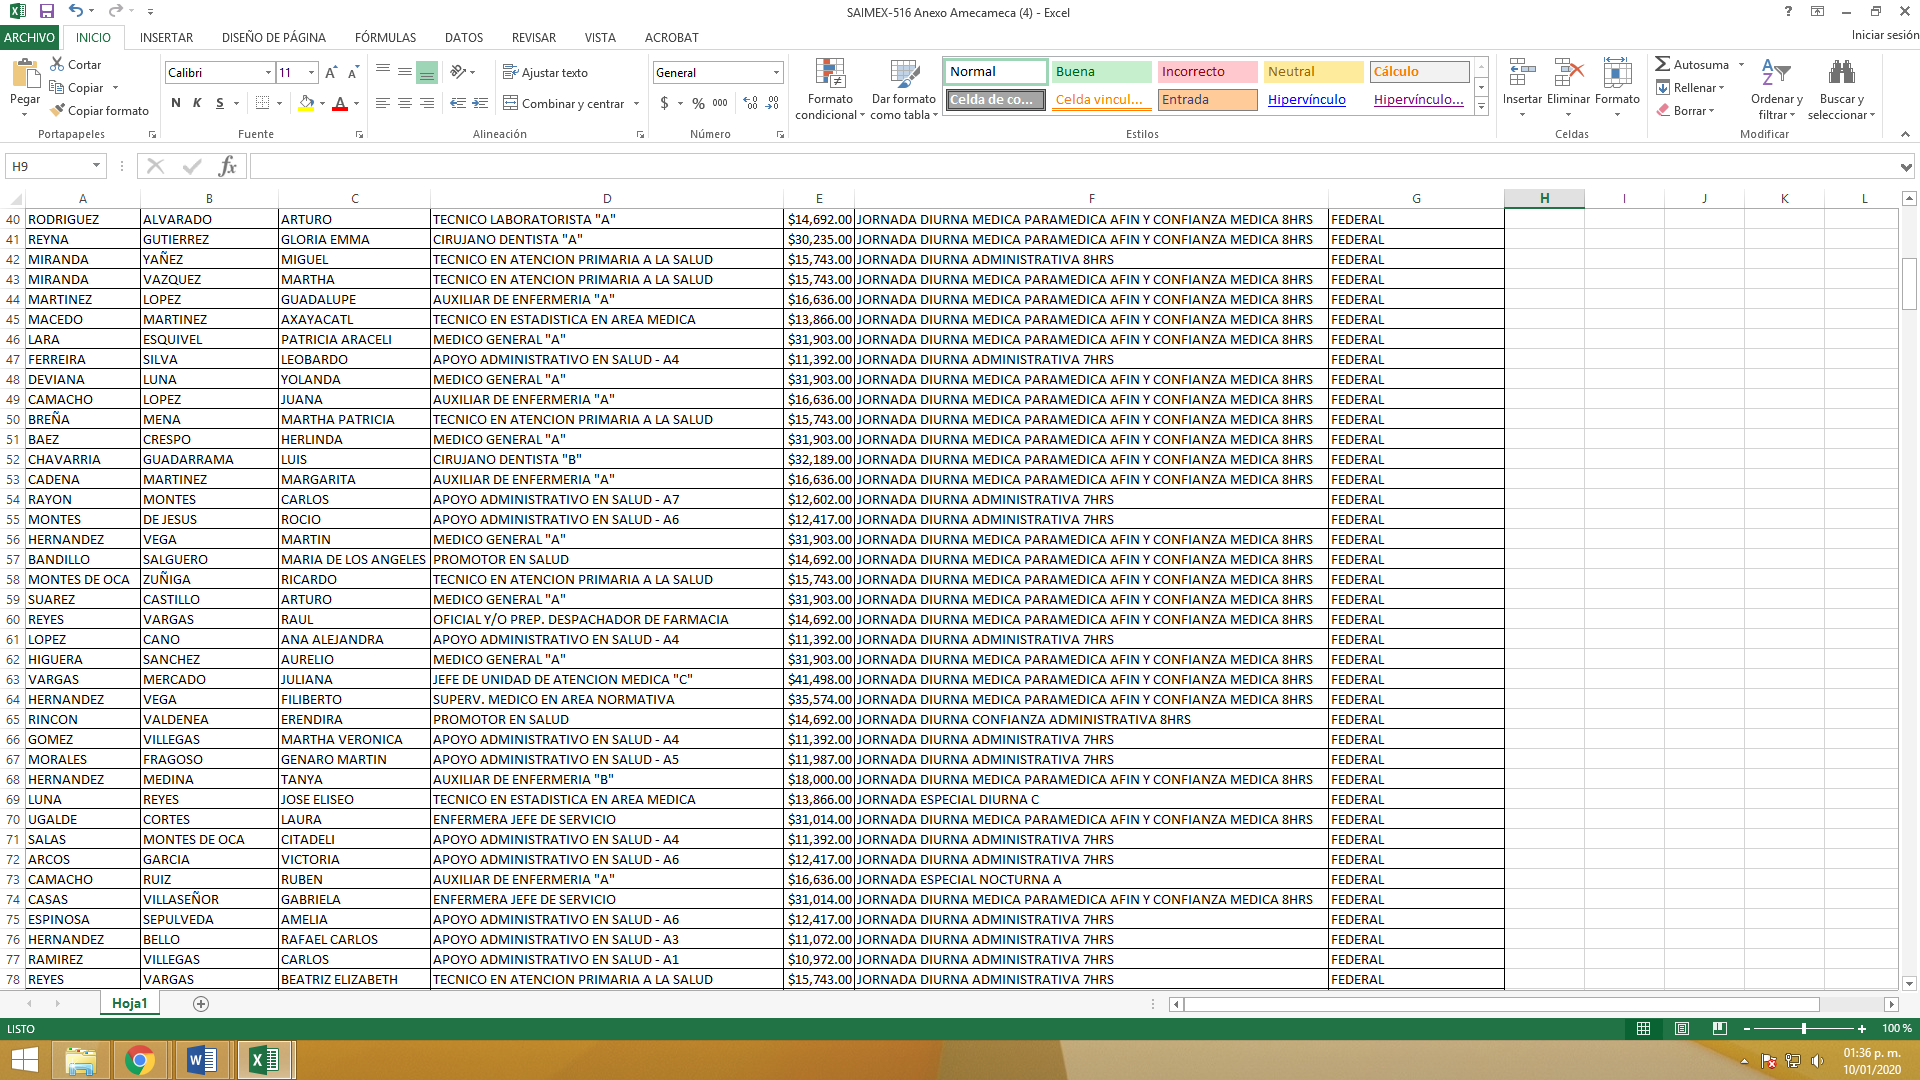 SAIMEX-516 Anexo Amecameca (4) - Excel
Iniciar sesión
ARCHIVO INICIO INSERTAR DISEÑO DE PÁGINA FÓRMULAS DATOS REVISAR VISTA ACROBAT
Pegar
Cortar
Copiar
Copiar formato
Portapapeles
Calibri 11
N K S
Fuente
Ajustar texto
Combinar y centrar
Alineación
General
$ % 000
Número
Formato condicional
Dar formato como tabla
Normal Buena Incorrecto Neutral Cálculo
Celda de co... Celda vincul... Entrada Hipervínculo Hipervínculo...
Estilos
Insertar Eliminar Formato
Celdas
Autosuma
Rellenar
Borrar
Ordenar y filtrar
Buscar y seleccionar
Modificar
H9 fx
A B C D E F G H I J K L
40 RODRIGUEZ ALVARADO ARTURO TECNICO LABORATORISTA "A" $14,692.00 JORNADA DIURNA MEDICA PARAMEDICA AFIN Y CONFIANZA MEDICA 8HRS FEDERAL
41 REYNA GUTIERREZ GLORIA EMMA CIRUJANO DENTISTA "A" $30,235.00 JORNADA DIURNA MEDICA PARAMEDICA AFIN Y CONFIANZA MEDICA 8HRS FEDERAL
42 MIRANDA YAÑEZ MIGUEL TECNICO EN ATENCION PRIMARIA A LA SALUD $15,743.00 JORNADA DIURNA ADMINISTRATIVA 8HRS FEDERAL
43 MIRANDA VAZQUEZ MARTHA TECNICO EN ATENCION PRIMARIA A LA SALUD $15,743.00 JORNADA DIURNA MEDICA PARAMEDICA AFIN Y CONFIANZA MEDICA 8HRS FEDERAL
44 MARTINEZ LOPEZ GUADALUPE AUXILIAR DE ENFERMERIA "A" $16,636.00 JORNADA DIURNA MEDICA PARAMEDICA AFIN Y CONFIANZA MEDICA 8HRS FEDERAL
45 MACEDO MARTINEZ AXAYACATL TECNICO EN ESTADISTICA EN AREA MEDICA $13,866.00 JORNADA DIURNA MEDICA PARAMEDICA AFIN Y CONFIANZA MEDICA 8HRS FEDERAL
46 LARA ESQUIVEL PATRICIA ARACELI MEDICO GENERAL "A" $31,903.00 JORNADA DIURNA MEDICA PARAMEDICA AFIN Y CONFIANZA MEDICA 8HRS FEDERAL
47 FERREIRA SILVA LEOBARDO APOYO ADMINISTRATIVO EN SALUD - A4 $11,392.00 JORNADA DIURNA ADMINISTRATIVA 7HRS FEDERAL
48 DEVIANA LUNA YOLANDA MEDICO GENERAL "A" $31,903.00 JORNADA DIURNA MEDICA PARAMEDICA AFIN Y CONFIANZA MEDICA 8HRS FEDERAL
49 CAMACHO LOPEZ JUANA AUXILIAR DE ENFERMERIA "A" $16,636.00 JORNADA DIURNA MEDICA PARAMEDICA AFIN Y CONFIANZA MEDICA 8HRS FEDERAL
50 BREÑA MENA MARTHA PATRICIA TECNICO EN ATENCION PRIMARIA A LA SALUD $15,743.00 JORNADA DIURNA MEDICA PARAMEDICA AFIN Y CONFIANZA MEDICA 8HRS FEDERAL
51 BAEZ CRESPO HERLINDA MEDICO GENERAL "A" $31,903.00 JORNADA DIURNA MEDICA PARAMEDICA AFIN Y CONFIANZA MEDICA 8HRS FEDERAL
52 CHAVARRIA GUADARRAMA LUIS CIRUJANO DENTISTA "B" $32,189.00 JORNADA DIURNA MEDICA PARAMEDICA AFIN Y CONFIANZA MEDICA 8HRS FEDERAL
53 CADENA MARTINEZ MARGARITA AUXILIAR DE ENFERMERIA "A" $16,636.00 JORNADA DIURNA MEDICA PARAMEDICA AFIN Y CONFIANZA MEDICA 8HRS FEDERAL
54 RAYON MONTES CARLOS APOYO ADMINISTRATIVO EN SALUD - A7 $12,602.00 JORNADA DIURNA ADMINISTRATIVA 7HRS FEDERAL
55 MONTES DE JESUS ROCIO APOYO ADMINISTRATIVO EN SALUD - A6 $12,417.00 JORNADA DIURNA ADMINISTRATIVA 7HRS FEDERAL
56 HERNANDEZ VEGA MARTIN MEDICO GENERAL "A" $31,903.00 JORNADA DIURNA MEDICA PARAMEDICA AFIN Y CONFIANZA MEDICA 8HRS FEDERAL
57 BANDILLO SALGUERO MARIA DE LOS ANGELES PROMOTOR EN SALUD $14,692.00 JORNADA DIURNA MEDICA PARAMEDICA AFIN Y CONFIANZA MEDICA 8HRS FEDERAL
58 MONTES DE OCA ZUÑIGA RICARDO TECNICO EN ATENCION PRIMARIA A LA SALUD $15,743.00 JORNADA DIURNA MEDICA PARAMEDICA AFIN Y CONFIANZA MEDICA 8HRS FEDERAL
59 SUAREZ CASTILLO ARTURO MEDICO GENERAL "A" $31,903.00 JORNADA DIURNA MEDICA PARAMEDICA AFIN Y CONFIANZA MEDICA 8HRS FEDERAL
60 REYES VARGAS RAUL OFICIAL Y/O PREP. DESPACHADOR DE FARMACIA $14,692.00 JORNADA DIURNA MEDICA PARAMEDICA AFIN Y CONFIANZA MEDICA 8HRS FEDERAL
61 LOPEZ CANO ANA ALEJANDRA APOYO ADMINISTRATIVO EN SALUD - A4 $11,392.00 JORNADA DIURNA ADMINISTRATIVA 7HRS FEDERAL
62 HIGUERA SANCHEZ AURELIO MEDICO GENERAL "A" $31,903.00 JORNADA DIURNA MEDICA PARAMEDICA AFIN Y CONFIANZA MEDICA 8HRS FEDERAL
63 VARGAS MERCADO JULIANA JEFE DE UNIDAD DE ATENCION MEDICA "C" $41,498.00 JORNADA DIURNA MEDICA PARAMEDICA AFIN Y CONFIANZA MEDICA 8HRS FEDERAL
64 HERNANDEZ VEGA FILIBERTO SUPERV. MEDICO EN AREA NORMATIVA $35,574.00 JORNADA DIURNA MEDICA PARAMEDICA AFIN Y CONFIANZA MEDICA 8HRS FEDERAL
65 RINCON VALDENEA ERENDIRA PROMOTOR EN SALUD $14,692.00 JORNADA DIURNA CONFIANZA ADMINISTRATIVA 8HRS FEDERAL
66 GOMEZ VILLEGAS MARTHA VERONICA APOYO ADMINISTRATIVO EN SALUD - A4 $11,392.00 JORNADA DIURNA ADMINISTRATIVA 7HRS FEDERAL
67 MORALES FRAGOSO GENARO MARTIN APOYO ADMINISTRATIVO EN SALUD - A5 $11,987.00 JORNADA DIURNA ADMINISTRATIVA 7HRS FEDERAL
68 HERNANDEZ MEDINA TANYA AUXILIAR DE ENFERMERIA "B" $18,000.00 JORNADA DIURNA MEDICA PARAMEDICA AFIN Y CONFIANZA MEDICA 8HRS FEDERAL
69 LUNA REYES JOSE ELISEO TECNICO EN ESTADISTICA EN AREA MEDICA $13,866.00 JORNADA ESPECIAL DIURNA C FEDERAL
70 UGALDE CORTES LAURA ENFERMERA JEFE DE SERVICIO $31,014.00 JORNADA DIURNA MEDICA PARAMEDICA AFIN Y CONFIANZA MEDICA 8HRS FEDERAL
71 SALAS MONTES DE OCA CITADELI APOYO ADMINISTRATIVO EN SALUD - A4 $11,392.00 JORNADA DIURNA ADMINISTRATIVA 7HRS FEDERAL
72 ARCOS GARCIA VICTORIA APOYO ADMINISTRATIVO EN SALUD - A6 $12,417.00 JORNADA DIURNA ADMINISTRATIVA 7HRS FEDERAL
73 CAMACHO RUIZ RUBEN AUXILIAR DE ENFERMERIA "A" $16,636.00 JORNADA ESPECIAL NOCTURNA A FEDERAL
74 CASAS VILLASEÑOR GABRIELA ENFERMERA JEFE DE SERVICIO $31,014.00 JORNADA DIURNA MEDICA PARAMEDICA AFIN Y CONFIANZA MEDICA 8HRS FEDERAL
75 ESPINOSA SEPULVEDA AMELIA APOYO ADMINISTRATIVO EN SALUD - A6 $12,417.00 JORNADA DIURNA ADMINISTRATIVA 7HRS FEDERAL
76 HERNANDEZ BELLO RAFAEL CARLOS APOYO ADMINISTRATIVO EN SALUD - A3 $11,072.00 JORNADA DIURNA ADMINISTRATIVA 7HRS FEDERAL
77 RAMIREZ VILLEGAS CARLOS APOYO ADMINISTRATIVO EN SALUD - A1 $10,972.00 JORNADA DIURNA ADMINISTRATIVA 7HRS FEDERAL
78 REYES VARGAS BEATRIZ ELIZABETH TECNICO EN ATENCION PRIMARIA A LA SALUD $15,743.00 JORNADA DIURNA ADMINISTRATIVA 7HRS FEDERAL
Hoja1
LISTO 100 %
01:36 p. m.
10/01/2020